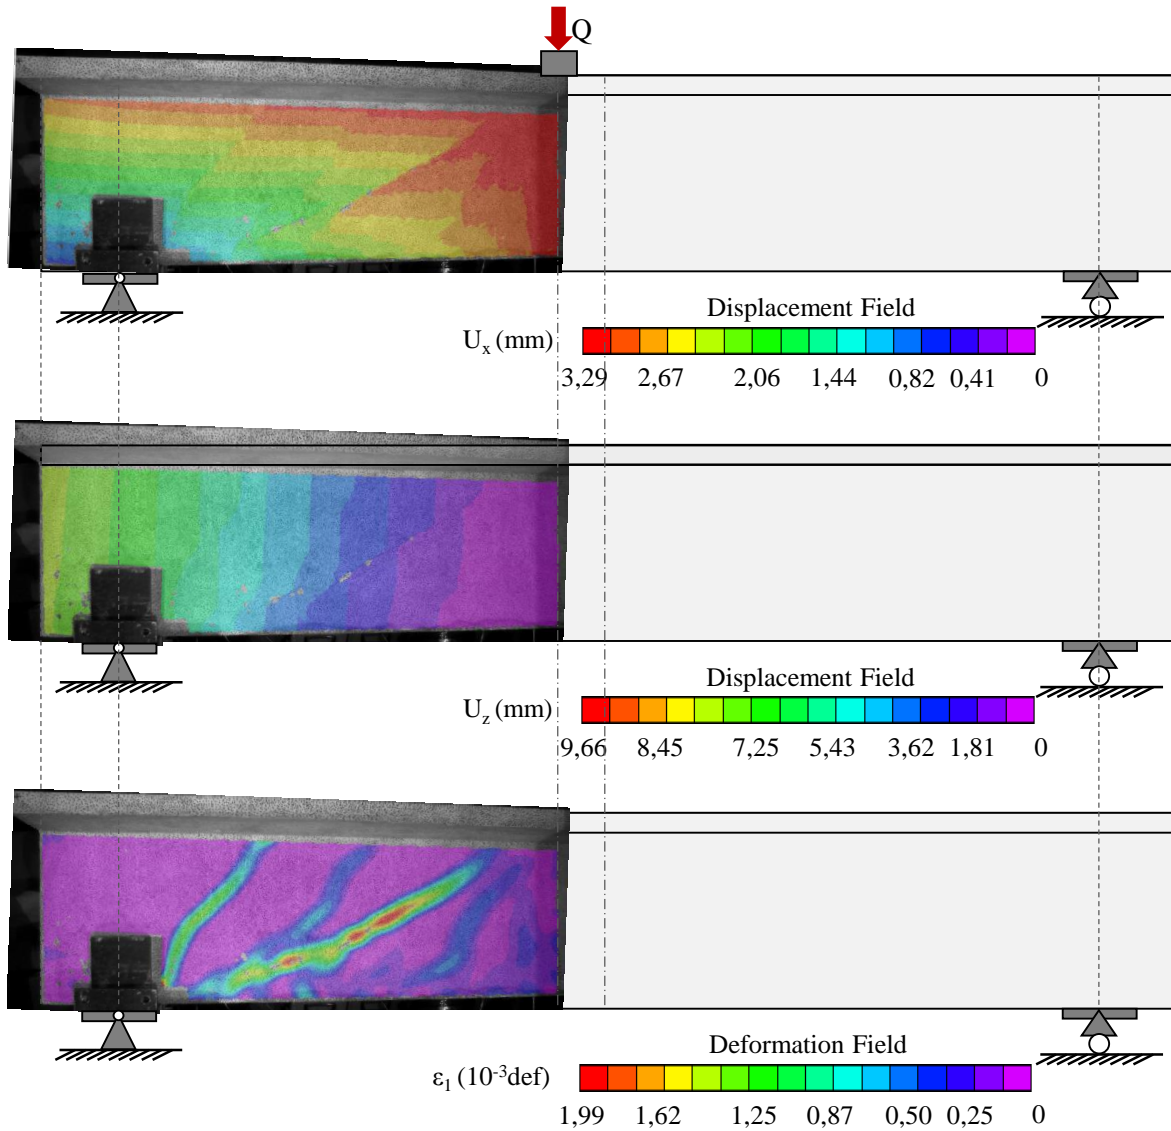 Q
Displacement Field
Uₓ (mm)
3,29 2,67 2,06 1,44 0,82 0,41 0
Displacement Field
U_z (mm)
9,66 8,45 7,25 5,43 3,62 1,81 0
Deformation Field
ε₁ (10⁻³def)
1,99 1,62 1,25 0,87 0,50 0,25 0